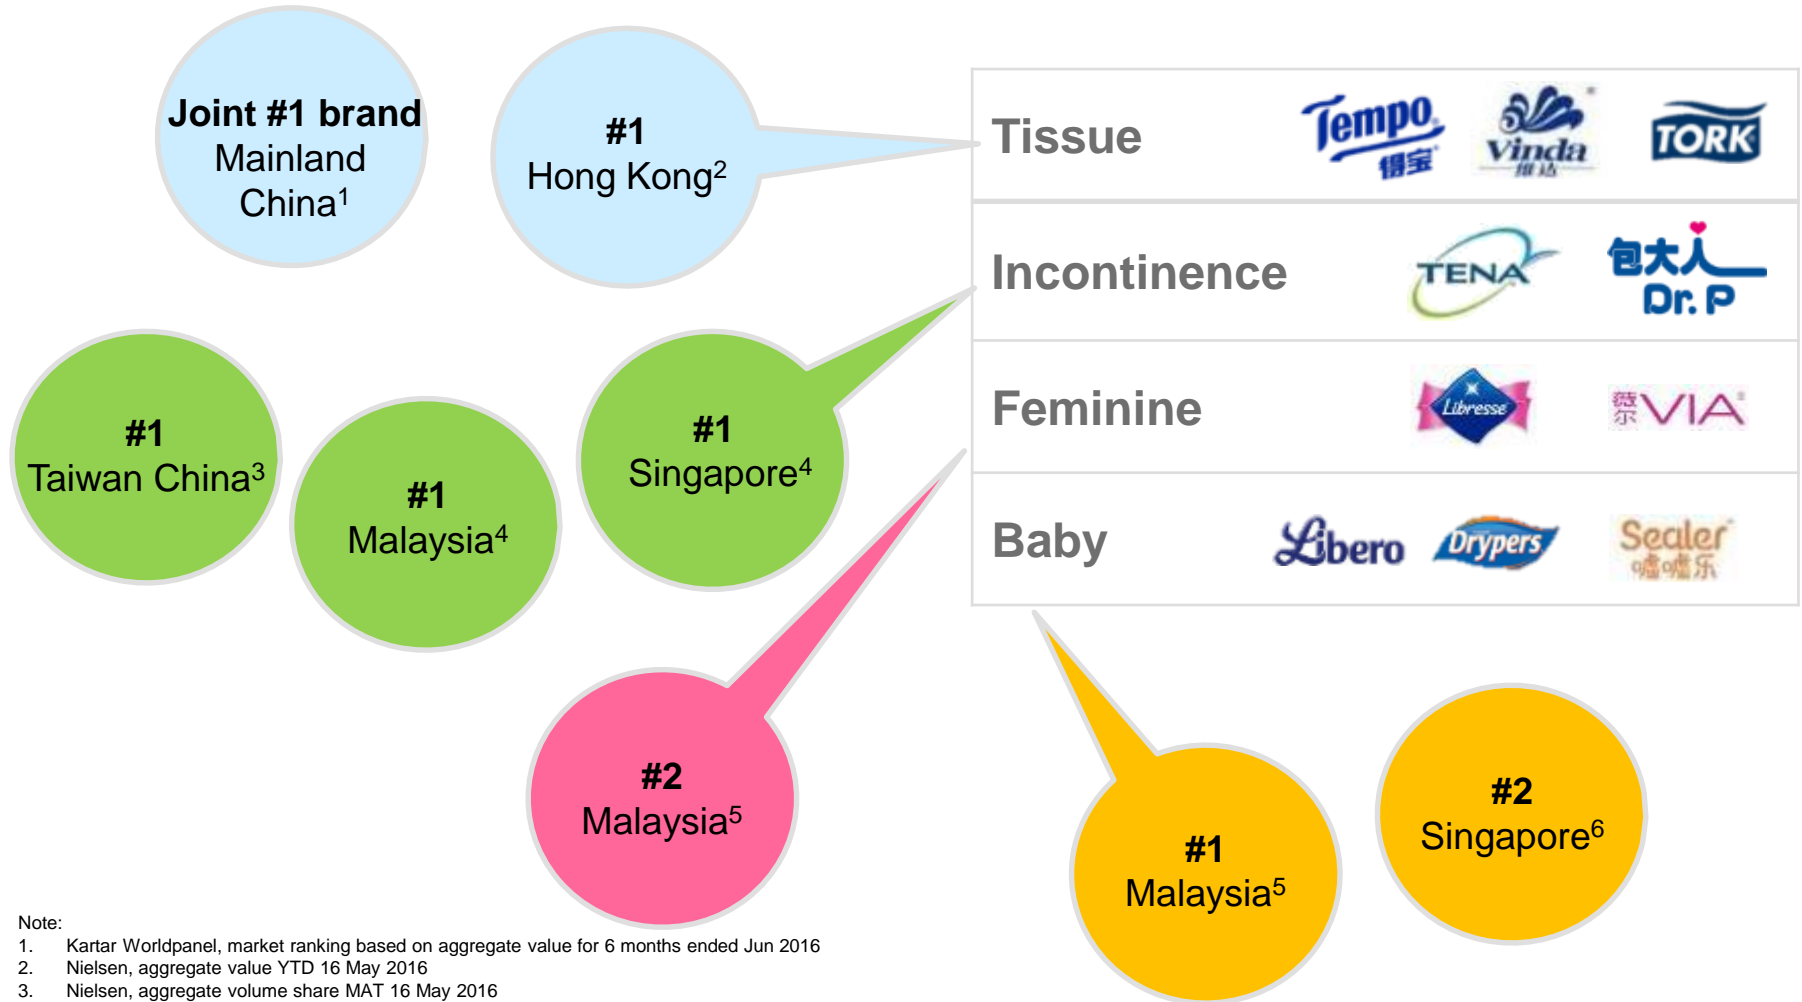 Joint #1 brand
Mainland
China1
#1
Hong Kong2
Tissue
Tempo
得宝
Vinda
维达
TORK
Incontinence
TENA
包大人
Dr. P
#1
Taiwan China3
#1
Malaysia4
#1
Singapore4
Feminine
Libresse
薇尔 VIA
Baby
Libero
Drypers
Sealer
嘘嘘乐
#2
Malaysia5
#1
Malaysia5
#2
Singapore6
Note:
1. Kartar Worldpanel, market ranking based on aggregate value for 6 months ended Jun 2016
2. Nielsen, aggregate value YTD 16 May 2016
3. Nielsen, aggregate volume share MAT 16 May 2016